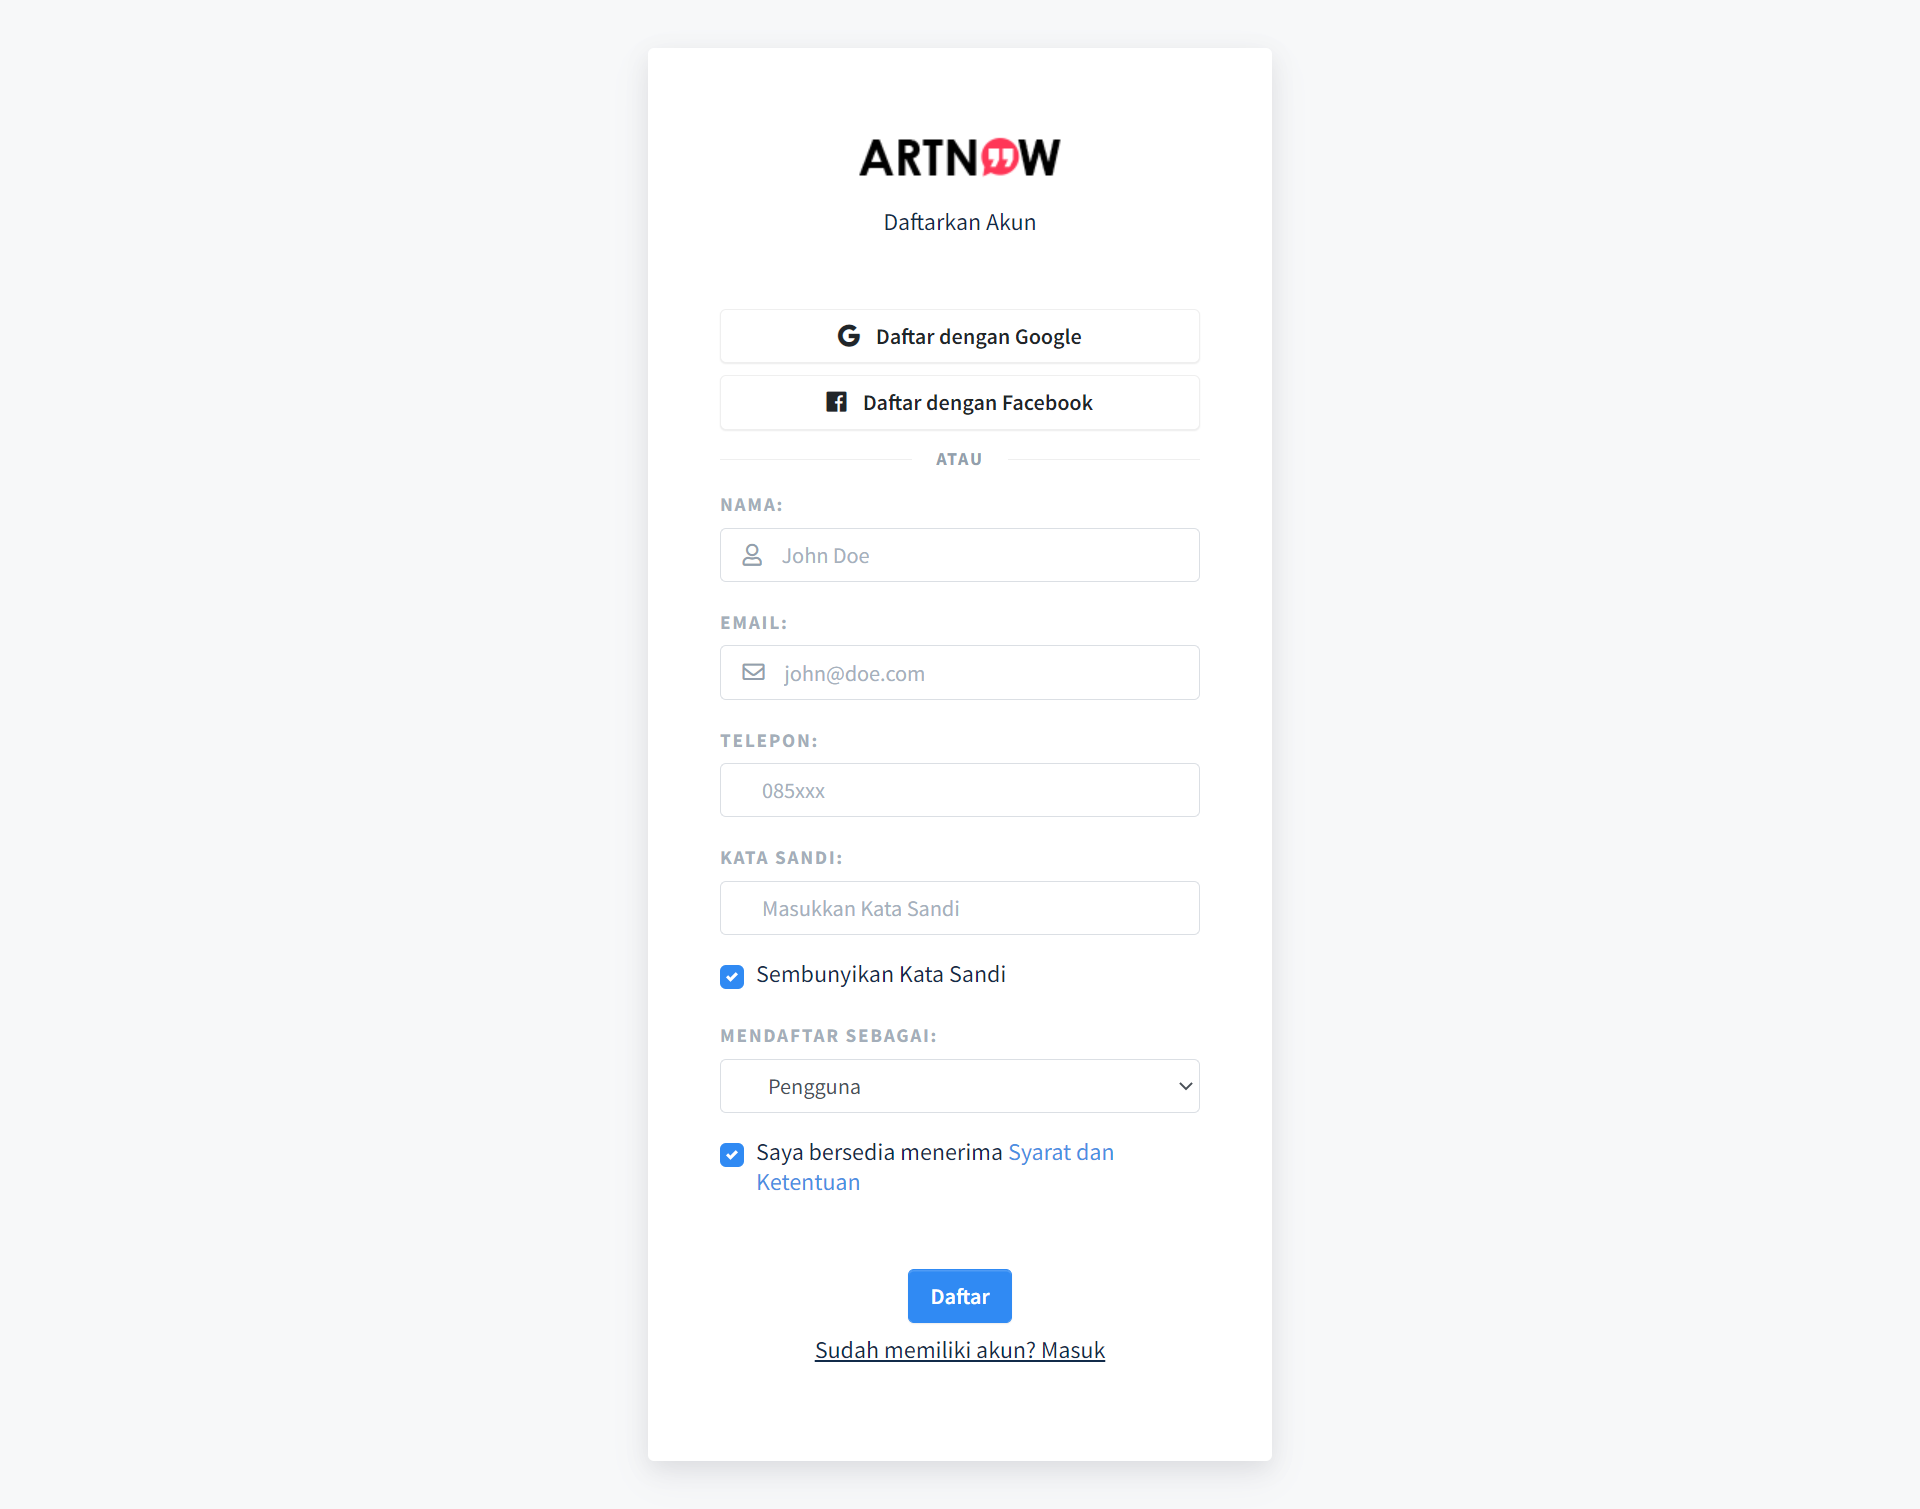 ARTNOW
Daftarkan Akun
Daftar dengan Google
Daftar dengan Facebook
ATAU
NAMA:
John Doe
EMAIL:
john@doe.com
TELEPON:
085xxx
KATA SANDI:
Masukkan Kata Sandi
Sembunyikan Kata Sandi
MENDAFTAR SEBAGAI:
Pengguna
Saya bersedia menerima Syarat dan
Ketentuan
Daftar
Sudah memiliki akun? Masuk